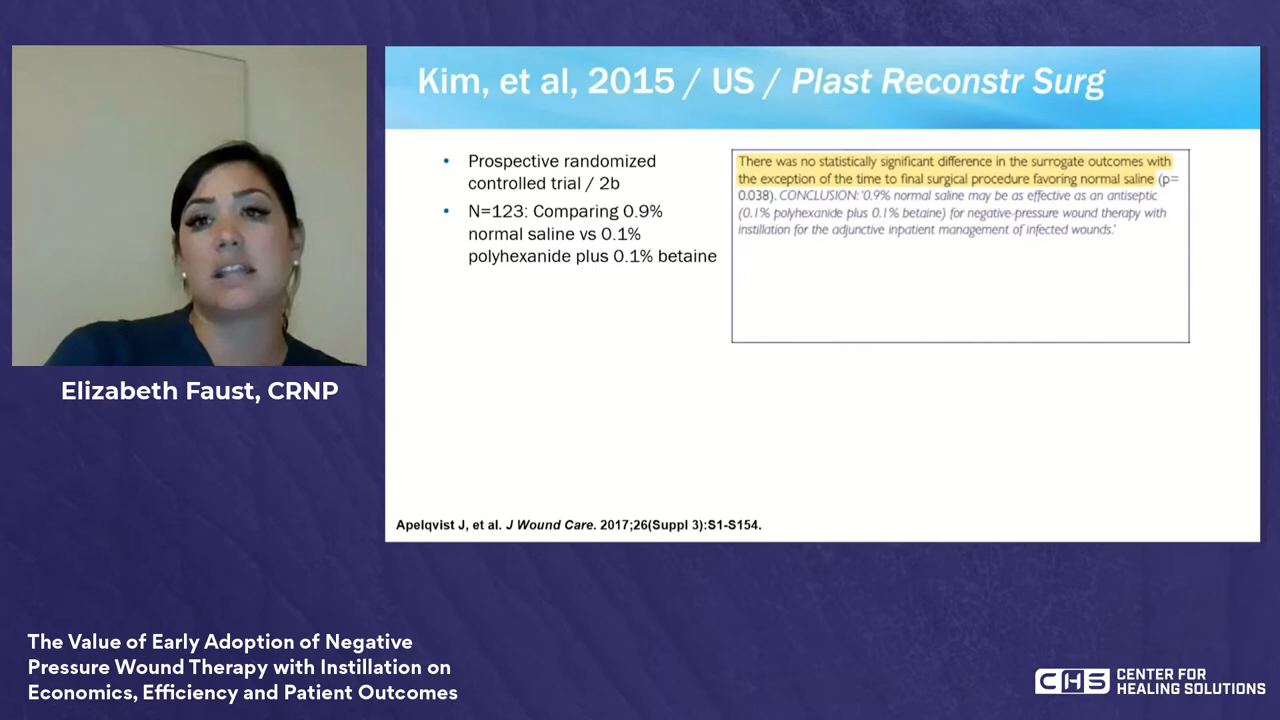 Kim, et al, 2015 / US / Plast Reconstr Surg
• Prospective randomized
controlled trial / 2b
• N=123: Comparing 0.9%
normal saline vs 0.1%
polyhexanide plus 0.1% betaine
There was no statistically significant difference in the surrogate outcomes with
the exception of the time to final surgical procedure favoring normal saline (p=
0.038). CONCLUSION: '0.9% normal saline may be as effective as an antiseptic
(0.1% polyhexanide plus 0.1% betaine) for negative-pressure wound therapy with
instillation for the adjunctive inpatient management of infected wounds.'
Apelqvist J, et al. J Wound Care. 2017;26(Suppl 3):S1-S154.
Elizabeth Faust, CRNP
The Value of Early Adoption of Negative
Pressure Wound Therapy with Instillation on
Economics, Efficiency and Patient Outcomes
CHS CENTER FOR
HEALING SOLUTIONS